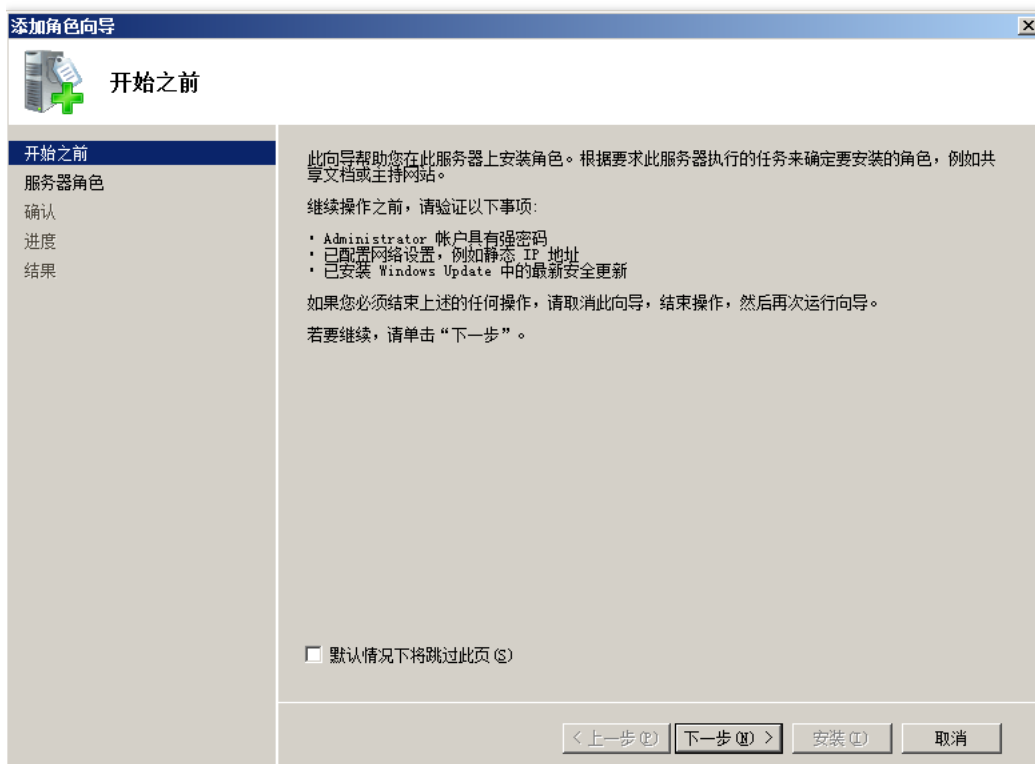 添加角色向导
开始之前
开始之前
服务器角色
确认
进度
结果
此向导帮助您在此服务器上安装角色。根据要求此服务器执行的任务来确定要安装的角色，例如共
享文档或主持网站。
继续操作之前，请验证以下事项:
· Administrator 帐户具有强密码
· 已配置网络设置，例如静态 IP 地址
· 已安装 Windows Update 中的最新安全更新
如果您必须结束上述的任何操作，请取消此向导，结束操作，然后再次运行向导。
若要继续，请单击“下一步”。
默认情况下将跳过此页(S)
< 上一步(P) 下一步(N) > 安装(I) 取消